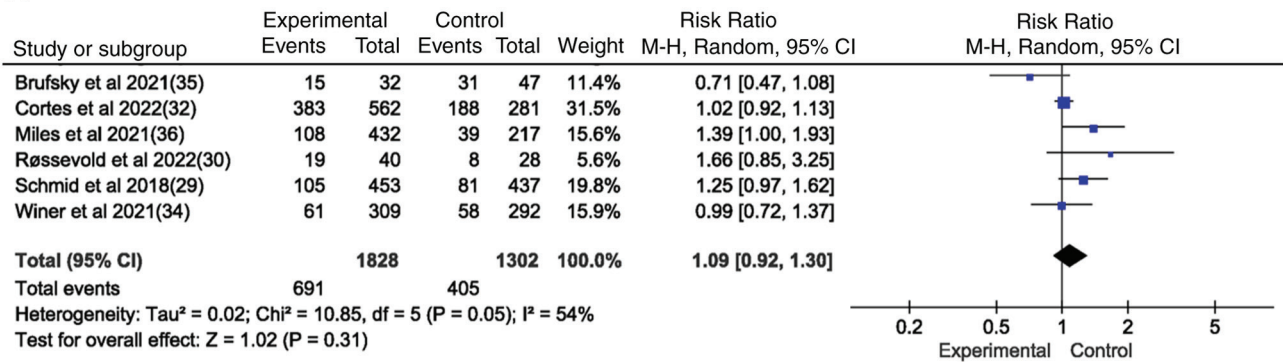 Experimental Control Risk Ratio Risk Ratio
Study or subgroup Events Total Events Total Weight M-H, Random, 95% CI M-H, Random, 95% CI
Brufsky et al 2021(35) 15 32 31 47 11.4% 0.71 [0.47, 1.08]
Cortes et al 2022(32) 383 562 188 281 31.5% 1.02 [0.92, 1.13]
Miles et al 2021(36) 108 432 39 217 15.6% 1.39 [1.00, 1.93]
Røssevold et al 2022(30) 19 40 8 28 5.6% 1.66 [0.85, 3.25]
Schmid et al 2018(29) 105 453 81 437 19.8% 1.25 [0.97, 1.62]
Winer et al 2021(34) 61 309 58 292 15.9% 0.99 [0.72, 1.37]
Total (95% CI) 1828 1302 100.0% 1.09 [0.92, 1.30]
Total events 691 405
Heterogeneity: Tau² = 0.02; Chi² = 10.85, df = 5 (P = 0.05); I² = 54%
Test for overall effect: Z = 1.02 (P = 0.31)
0.2 0.5 1 2 5
Experimental Control